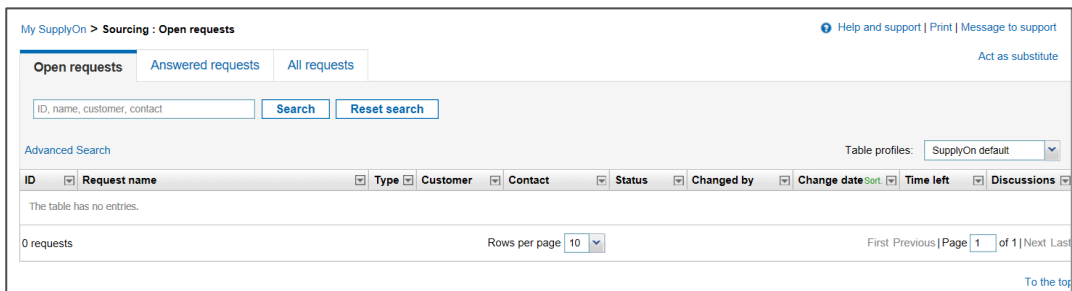 My SupplyOn > Sourcing : Open requests
Help and support | Print | Message to support
Open requests Answered requests All requests
Act as substitute
ID, name, customer, contact Search Reset search
Advanced Search
Table profiles: SupplyOn default
ID Request name Type Customer Contact Status Changed by Change date Sort. Time left Discussions
The table has no entries.
0 requests Rows per page 10 First Previous | Page 1 of 1 | Next Last
To the top